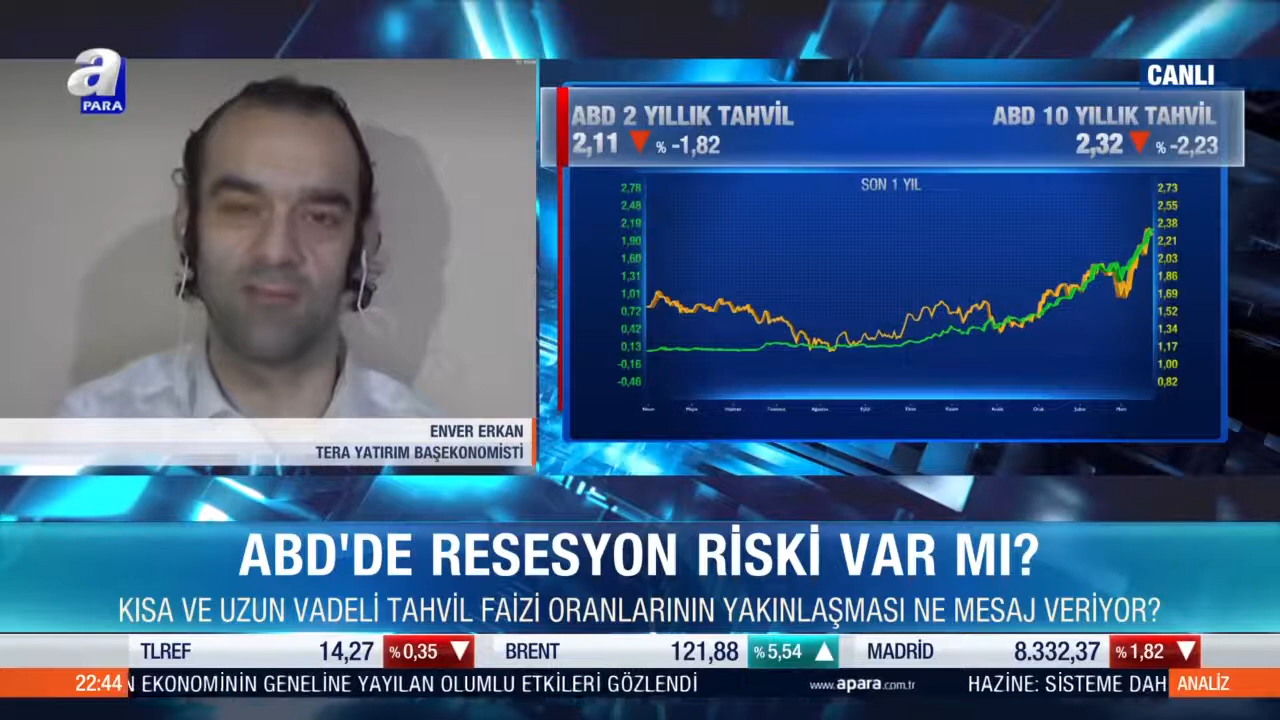 a
PARA
CANLI
ABD 2 YILLIK TAHVİL
2,11 ▼ % -1,82
ABD 10 YILLIK TAHVİL
2,32 ▼ % -2,23
SON 1 YIL
2,78
2,48
2,19
1,90
1,60
1,31
1,01
0,72
0,42
0,13
-0,16
-0,46
2,73
2,55
2,38
2,21
2,03
1,86
1,69
1,52
1,34
1,17
1,00
0,82
ENVER ERKAN
TERA YATIRIM BAŞEKONOMİSTİ
ABD'DE RESESYON RİSKİ VAR MI?
KISA VE UZUN VADELİ TAHVİL FAİZİ ORANLARININ YAKINLAŞMASI NE MESAJ VERİYOR?
TLREF 14,27 %0,35 ▼ BRENT 121,88 %5,54 ▲ MADRİD 8.332,37 %1,82 ▼
22:44 N EKONOMİNİN GENELİNE YAYILAN OLUMLU ETKİLERİ GÖZLENDİ www.apara.com.tr HAZİNE: SİSTEME DAH ANALİZ